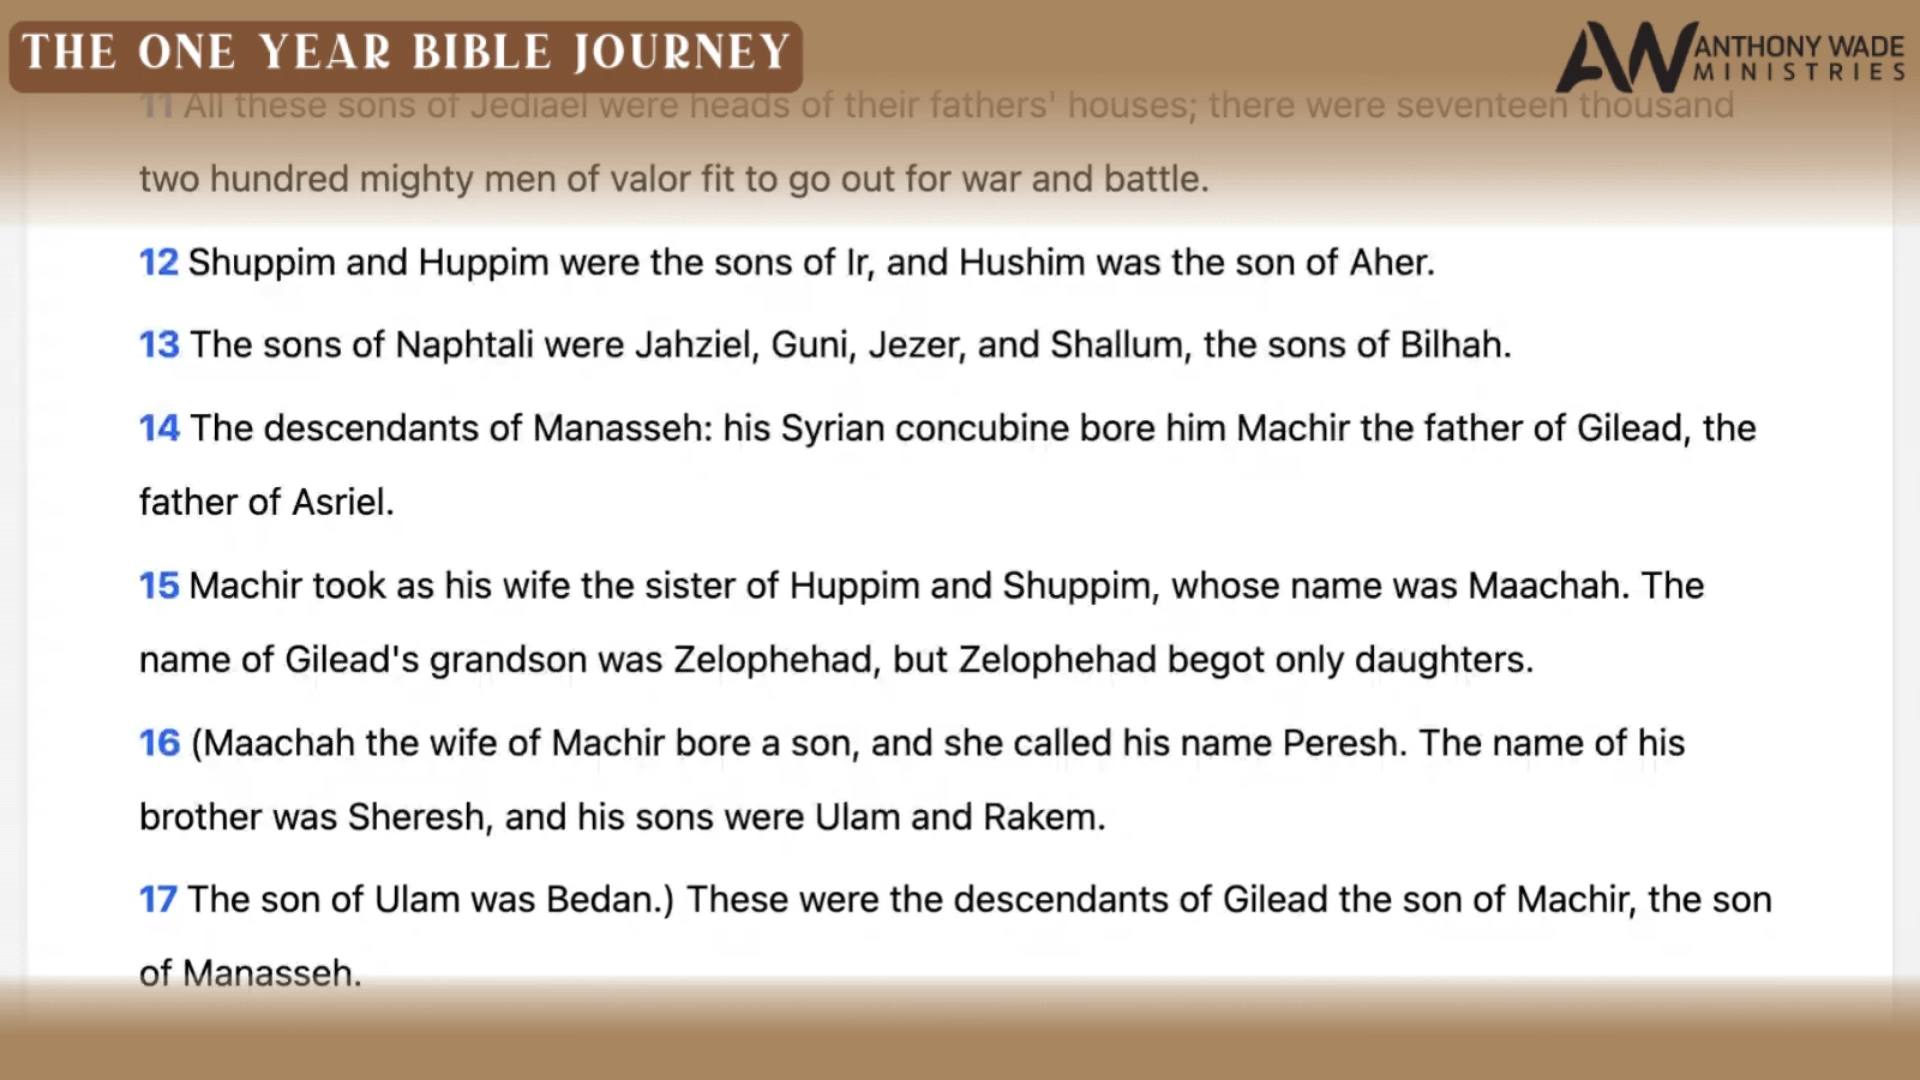 THE ONE YEAR BIBLE JOURNEY
AW ANTHONY WADE
MINISTRIES
11 All these sons of Jediael were heads of their fathers' houses; there were seventeen thousand
two hundred mighty men of valor fit to go out for war and battle.
12 Shuppim and Huppim were the sons of Ir, and Hushim was the son of Aher.
13 The sons of Naphtali were Jahziel, Guni, Jezer, and Shallum, the sons of Bilhah.
14 The descendants of Manasseh: his Syrian concubine bore him Machir the father of Gilead, the
father of Asriel.
15 Machir took as his wife the sister of Huppim and Shuppim, whose name was Maachah. The
name of Gilead's grandson was Zelophehad, but Zelophehad begot only daughters.
16 (Maachah the wife of Machir bore a son, and she called his name Peresh. The name of his
brother was Sheresh, and his sons were Ulam and Rakem.
17 The son of Ulam was Bedan.) These were the descendants of Gilead the son of Machir, the son
of Manasseh.